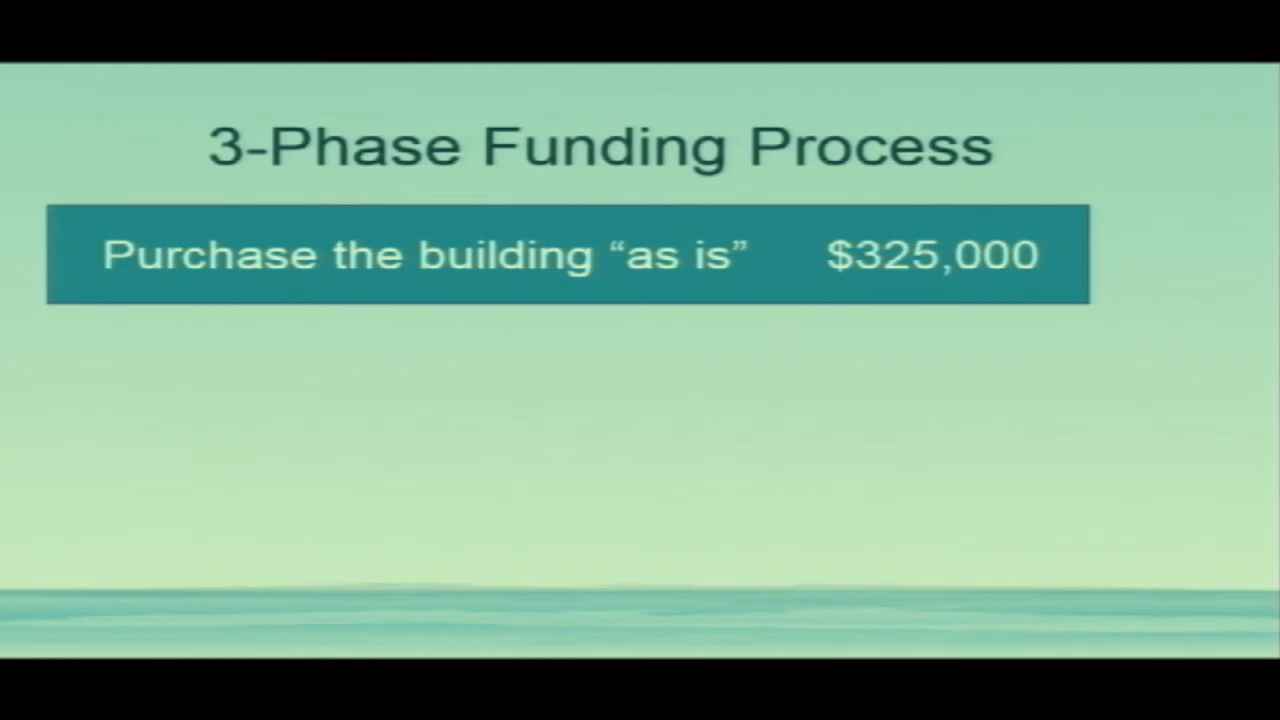 3-Phase Funding Process
Purchase the building “as is” $325,000